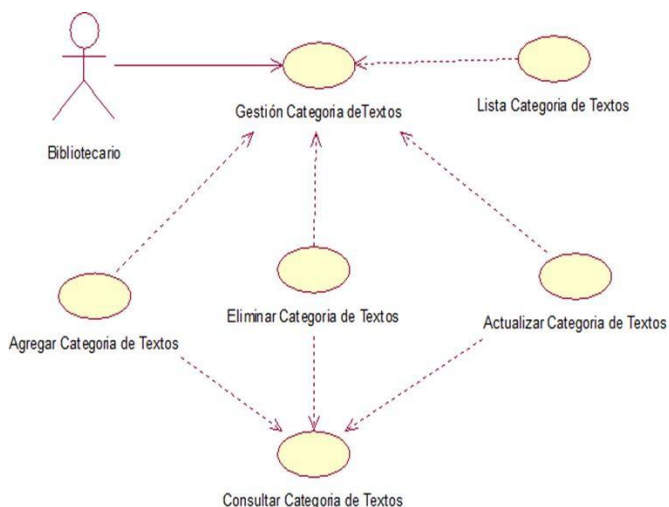 Gestión Categoria deTextos
Lista Categoria de Textos
Bibliotecario
Agregar Categoria de Textos
Eliminar Categoria de Textos
Actualizar Categoria de Textos
Consultar Categoria de Textos